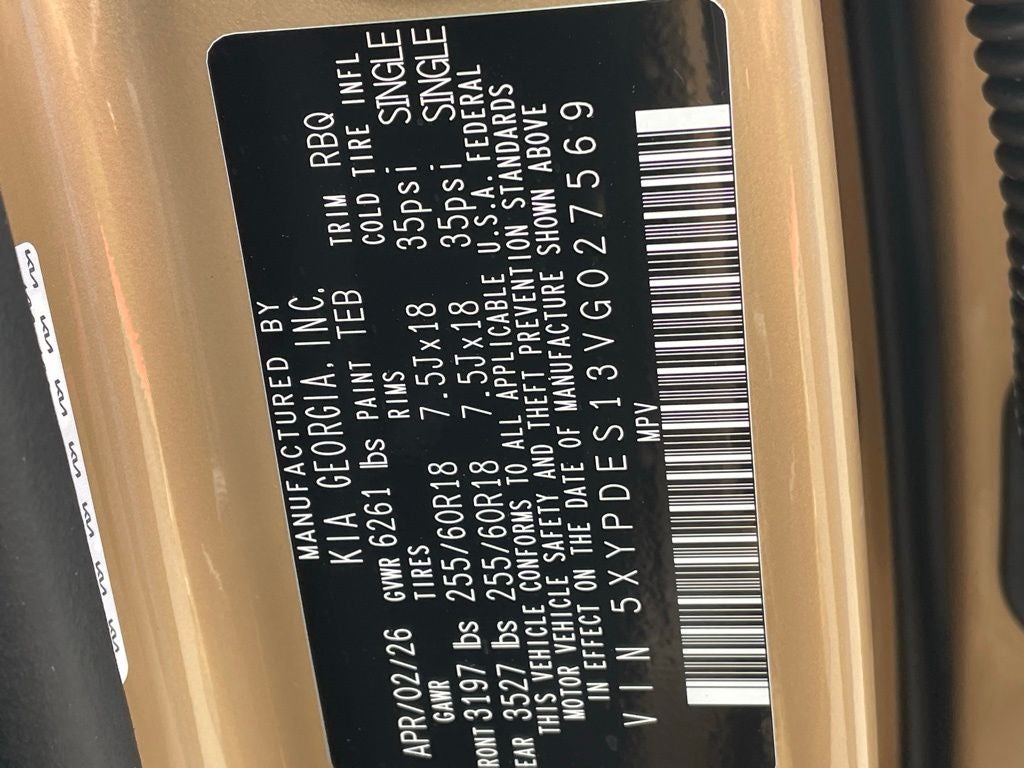 MANUFACTURED BY
KIA GEORGIA, INC.
APR/02/26 GVWR 6261 lbs PAINT TEB TRIM RBQ
GAWR TIRES RIMS COLD TIRE INFL
RONT 3197 lbs 255/60R18 7.5Jx18 35psi SINGLE
EAR 3527 lbs 255/60R18 7.5Jx18 35psi SINGLE
THIS VEHICLE CONFORMS TO ALL APPLICABLE U.S.A. FEDERAL
MOTOR VEHICLE SAFETY AND THEFT PREVENTION STANDARDS
IN EFFECT ON THE DATE OF MANUFACTURE SHOWN ABOVE
VIN 5XYPDES13VG027569
MPV